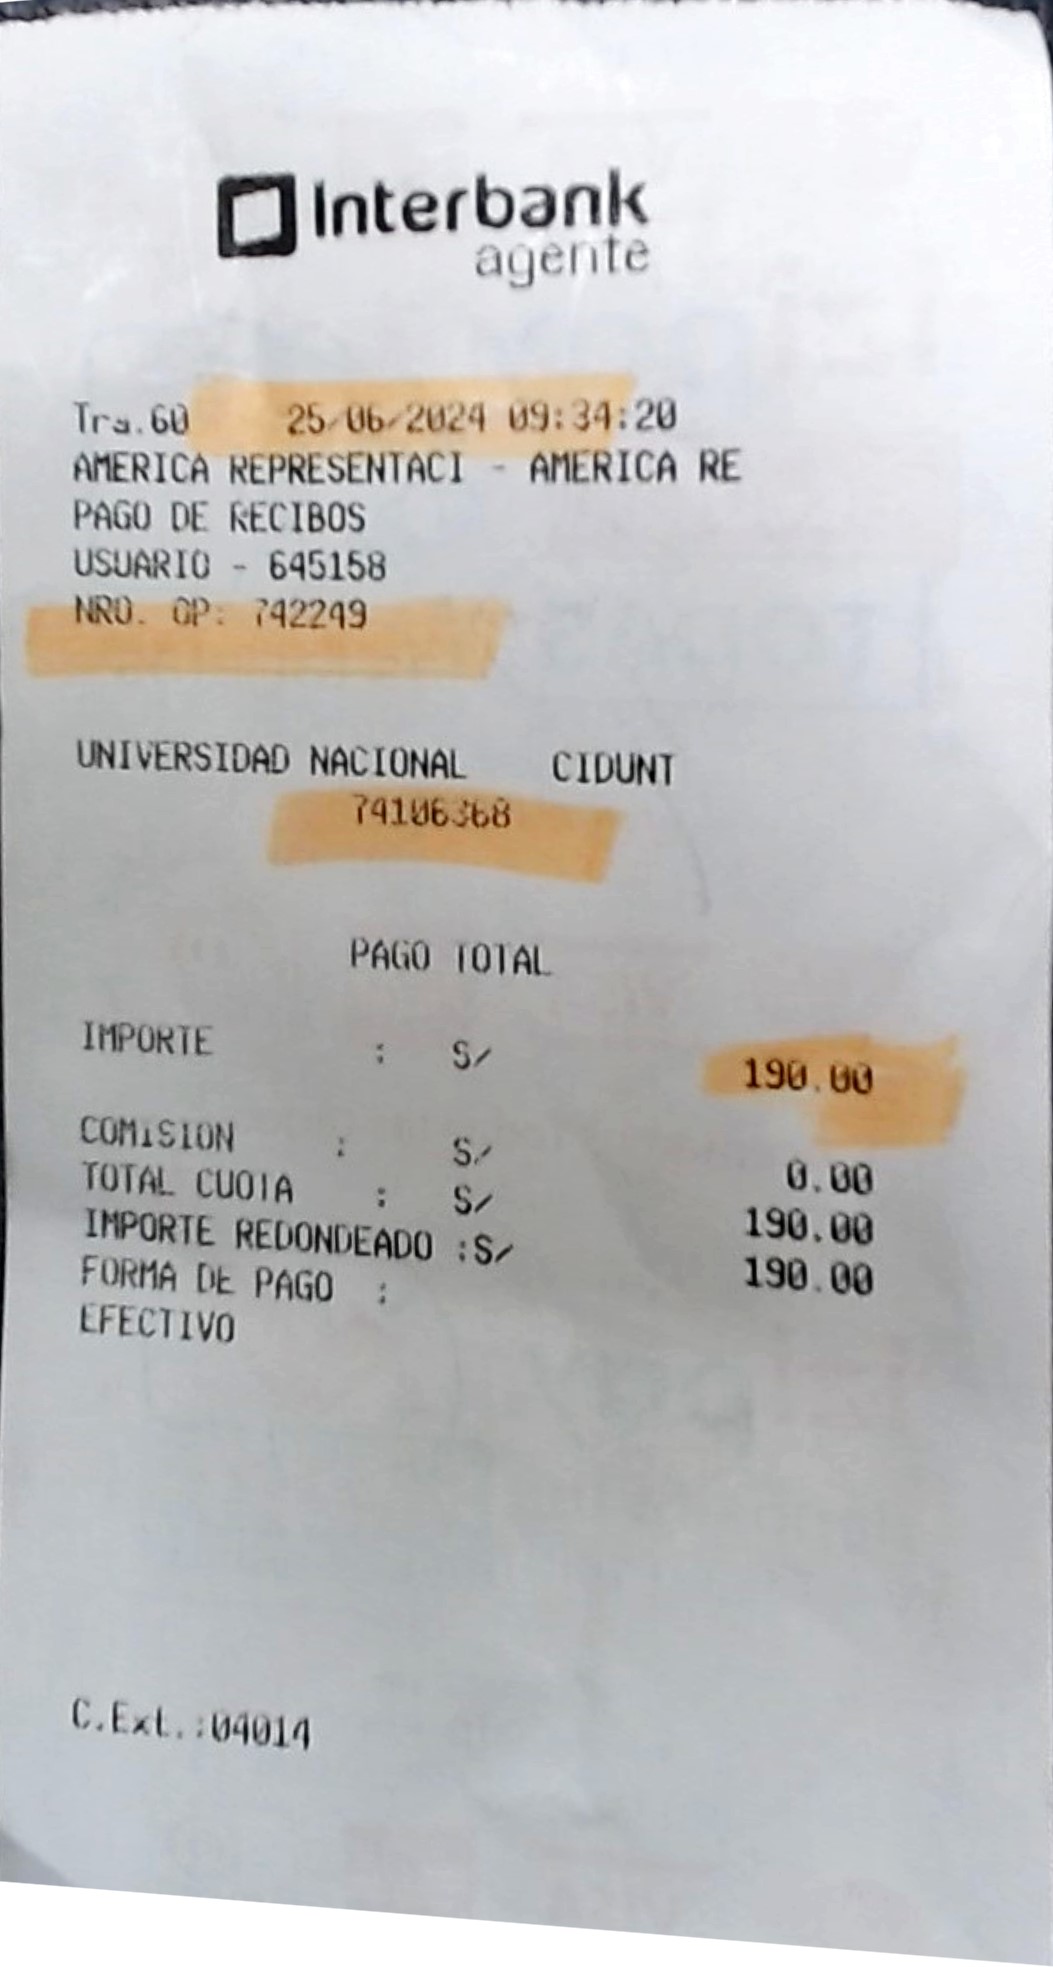 Interbank
agente
Tra.60 25/06/2024 09:34:20
AMERICA REPRESENTACI - AMERICA RE
PAGO DE RECIBOS
USUARIO - 645158
NRO. OP: 742249
UNIVERSIDAD NACIONAL CIDUNT
74106368
PAGO TOTAL
IMPORTE : S/ 190.00
COMISION : S/ 0.00
TOTAL CUOTA : S/ 190.00
IMPORTE REDONDEADO :S/ 190.00
FORMA DE PAGO :
EFECTIVO
C.Ext.:04014